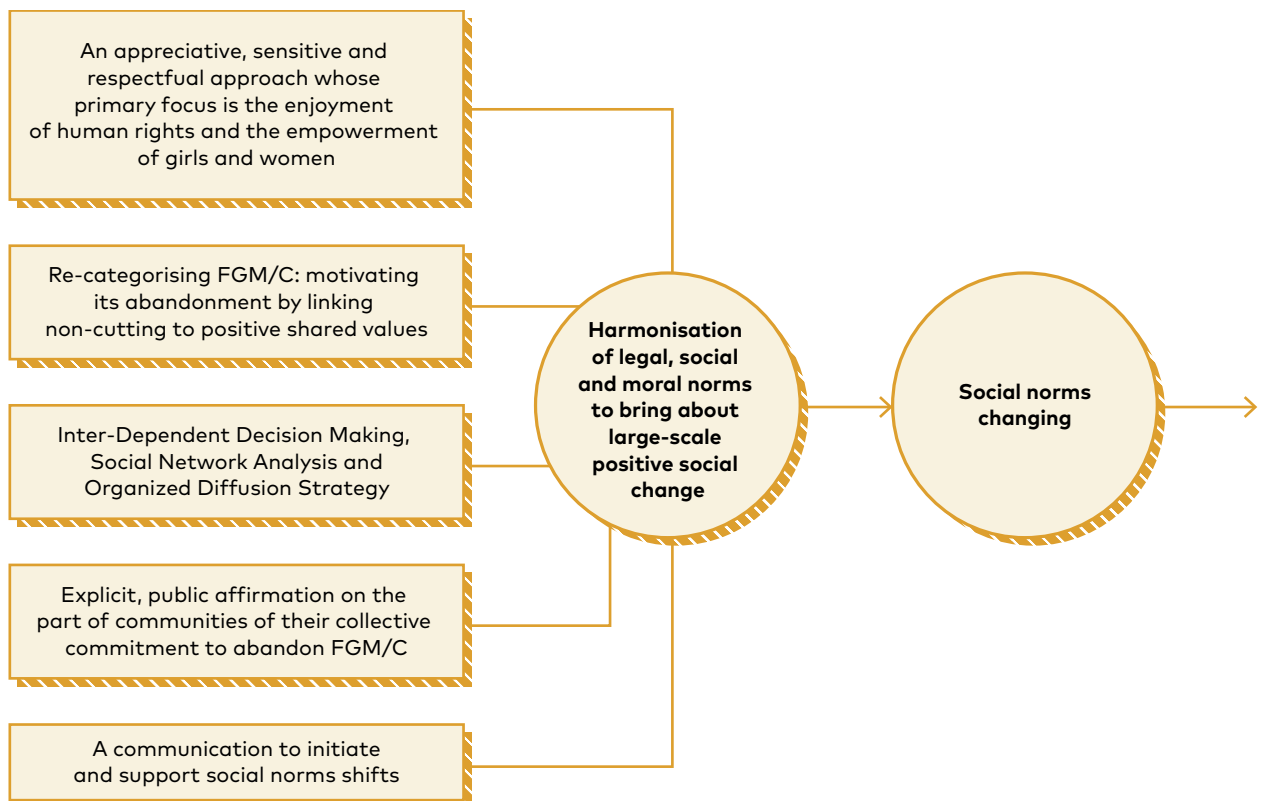 An appreciative, sensitive and
respectfual approach whose
primary focus is the enjoyment
of human rights and the empowerment
of girls and women
Re-categorising FGM/C: motivating
its abandonment by linking
non-cutting to positive shared values
Inter-Dependent Decision Making,
Social Network Analysis and
Organized Diffusion Strategy
Explicit, public affirmation on the
part of communities of their collective
commitment to abandon FGM/C
A communication to initiate
and support social norms shifts
Harmonisation
of legal, social
and moral norms
to bring about
large-scale
positive social
change
Social norms
changing